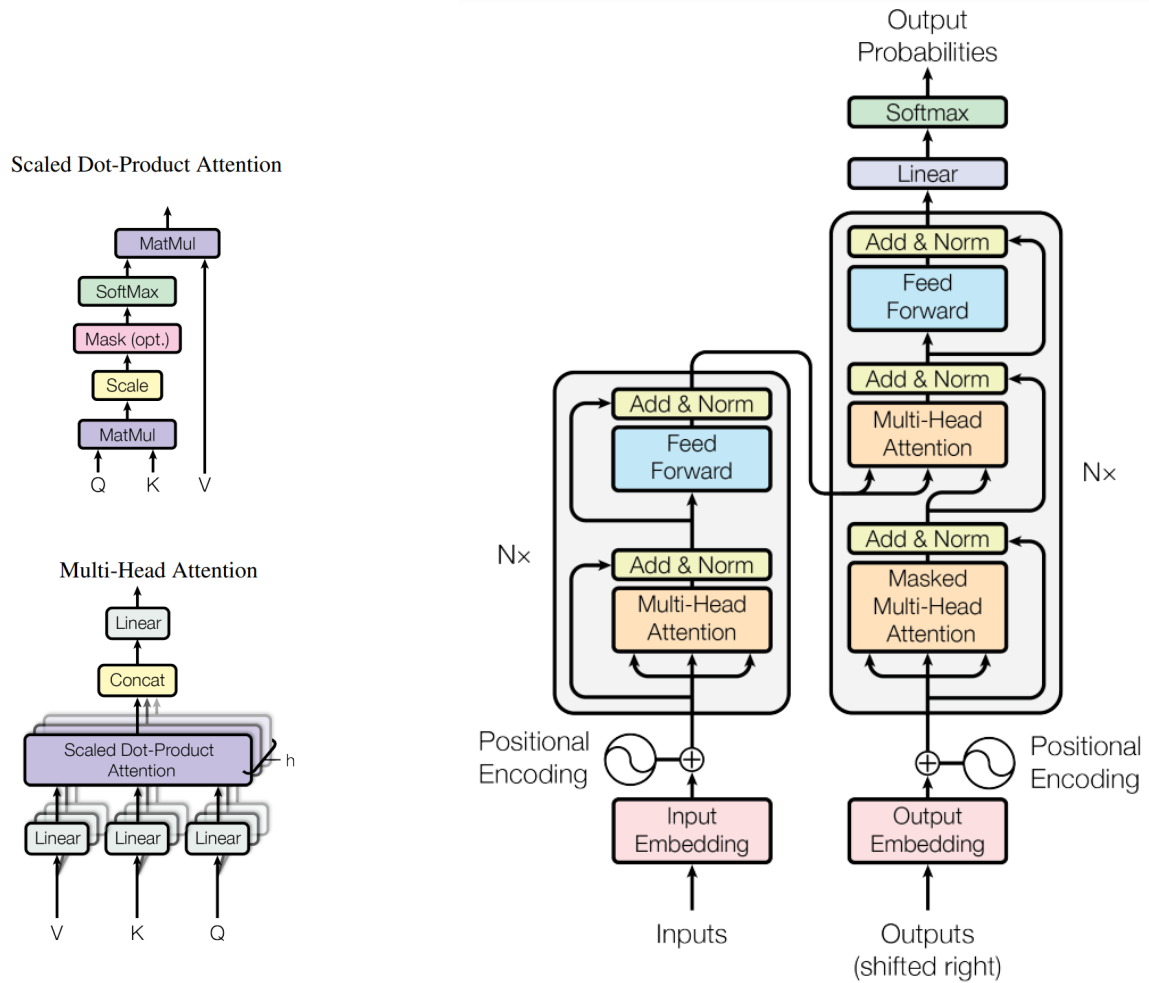 Scaled Dot-Product Attention
MatMul
SoftMax
Mask (opt.)
Scale
MatMul
Q K V
Multi-Head Attention
Linear
Concat
Scaled Dot-Product
Attention
h
Linear Linear Linear
V K Q
Output
Probabilities
Softmax
Linear
Add & Norm
Feed
Forward
Add & Norm
Multi-Head
Attention
Nx
Add & Norm
Masked
Multi-Head
Attention
Positional
Encoding
Output
Embedding
Outputs
(shifted right)
Add & Norm
Feed
Forward
Nx
Add & Norm
Multi-Head
Attention
Positional
Encoding
Input
Embedding
Inputs